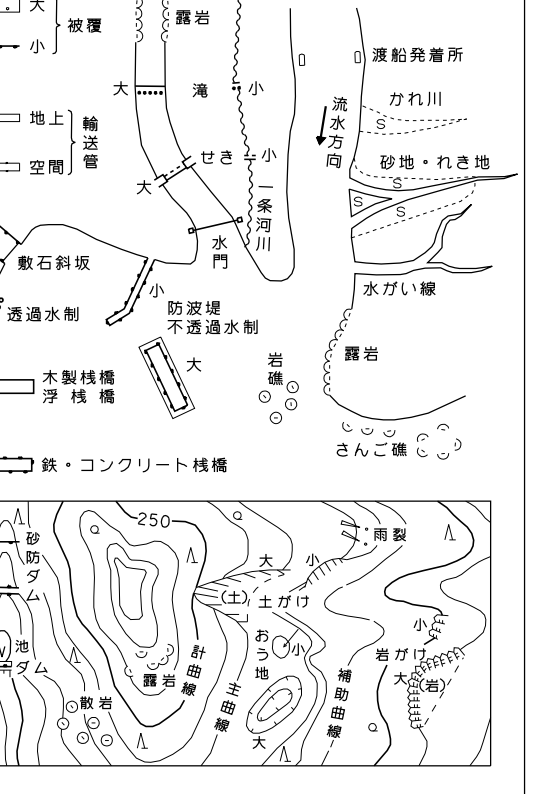 大
被覆
小
露岩
渡船発着所
大
滝
小
かれ川
流水方向
S
地上
輸送管
空間
せき
小
砂地・れき地
S
S
S
大
一条河川
水門
敷石斜坂
小
水がい線
透過水制
防波堤
不透過水制
露岩
大
岩礁
木製桟橋
浮桟橋
さんご礁
鉄・コンクリート桟橋
250
砂防ダム
雨裂
大
小
(土)
土がけ
小
池
ダム
おう地
小
計曲線
岩がけ
露岩
主曲線
補助曲線
大
(岩)
散岩
大